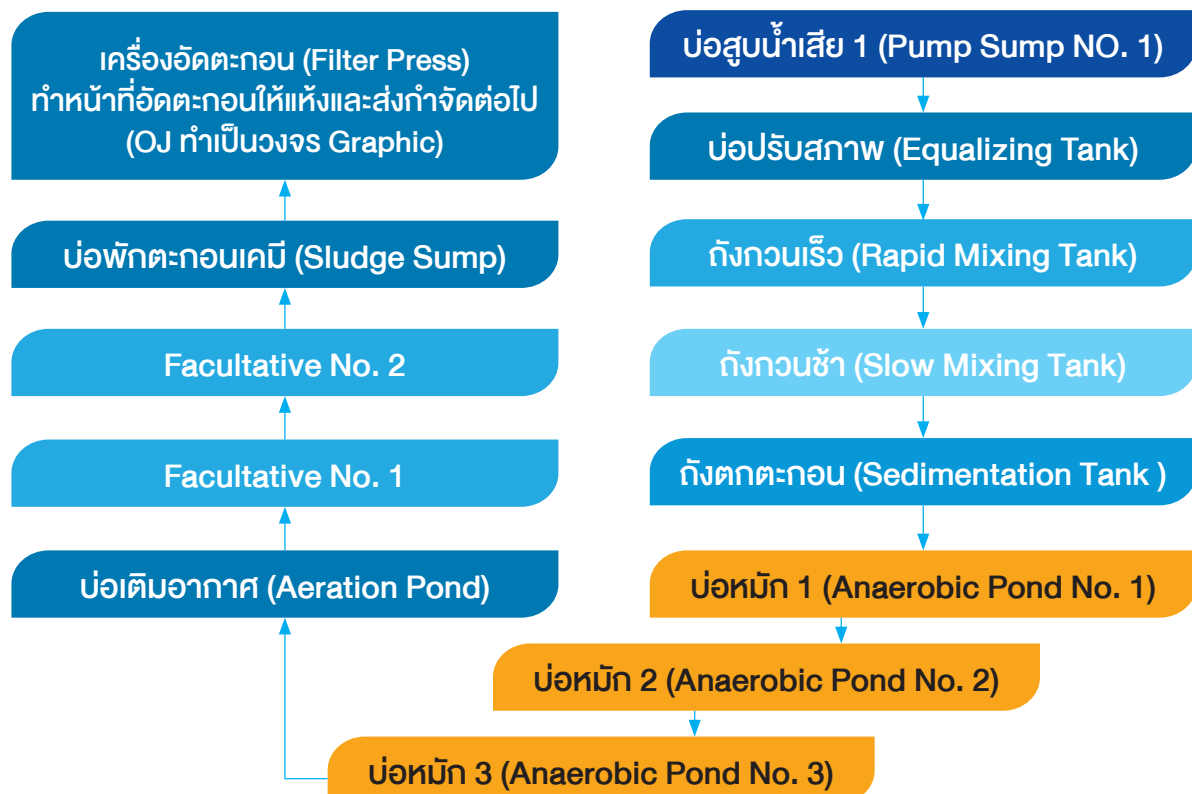 บ่อสูบน้ำเสีย 1 (Pump Sump NO. 1)
บ่อปรับสภาพ (Equalizing Tank)
ถังกวนเร็ว (Rapid Mixing Tank)
ถังกวนช้า (Slow Mixing Tank)
ถังตกตะกอน (Sedimentation Tank )
บ่อหมัก 1 (Anaerobic Pond No. 1)
บ่อหมัก 2 (Anaerobic Pond No. 2)
บ่อหมัก 3 (Anaerobic Pond No. 3)
บ่อเติมอากาศ (Aeration Pond)
Facultative No. 1
Facultative No. 2
บ่อพักตะกอนเคมี (Sludge Sump)
เครื่องอัดตะกอน (Filter Press)
ทำหน้าที่อัดตะกอนให้แห้งและส่งกำจัดต่อไป
(OJ ทำเป็นวงจร Graphic)